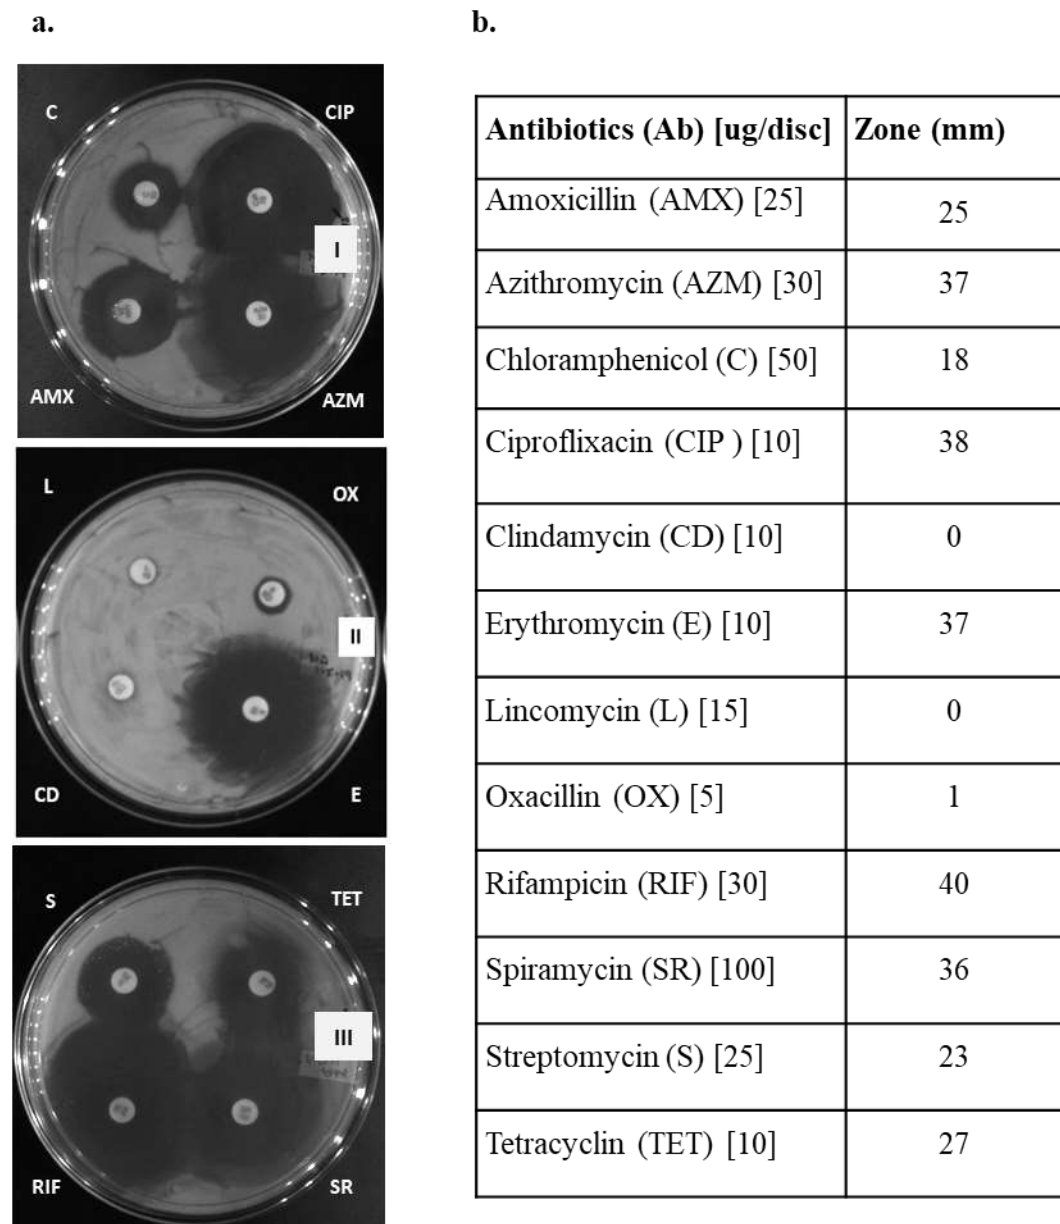 a.
C
CIP
I
AMX
AZM
L
OX
II
CD
E
S
TET
III
RIF
SR
b.
Antibiotics (Ab) [ug/disc] Zone (mm)
Amoxicillin (AMX) [25] 25
Azithromycin (AZM) [30] 37
Chloramphenicol (C) [50] 18
Ciproflixacin (CIP ) [10] 38
Clindamycin (CD) [10] 0
Erythromycin (E) [10] 37
Lincomycin (L) [15] 0
Oxacillin (OX) [5] 1
Rifampicin (RIF) [30] 40
Spiramycin (SR) [100] 36
Streptomycin (S) [25] 23
Tetracyclin (TET) [10] 27